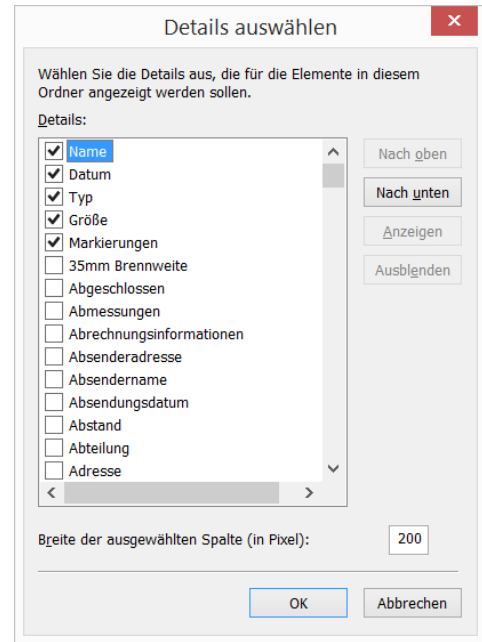 Details auswählen
Wählen Sie die Details aus, die für die Elemente in diesem
Ordner angezeigt werden sollen.
Details:
Name
Datum
Typ
Größe
Markierungen
35mm Brennweite
Abgeschlossen
Abmessungen
Abrechnungsinformationen
Absenderadresse
Absendername
Absendungsdatum
Abstand
Abteilung
Adresse
Nach oben
Nach unten
Anzeigen
Ausblenden
Breite der ausgewählten Spalte (in Pixel): 200
OK Abbrechen